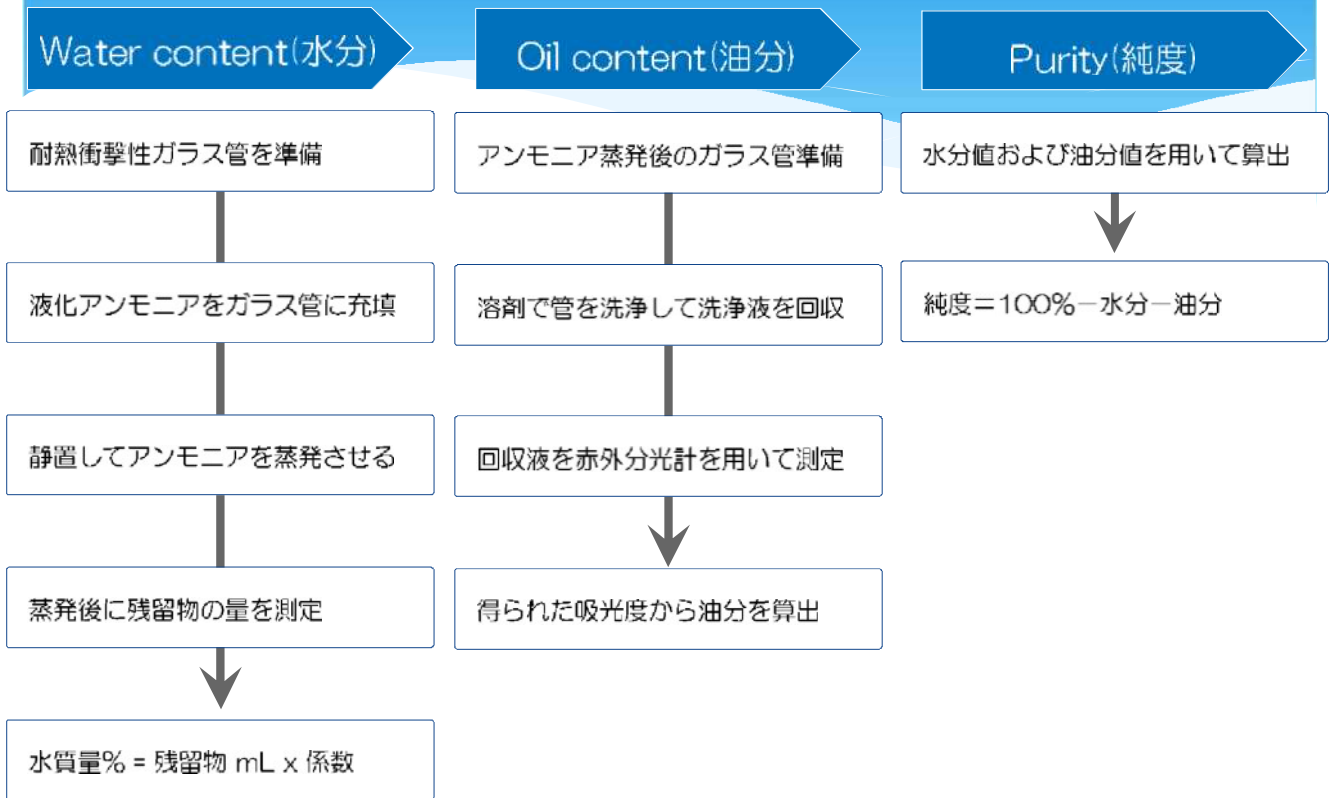 Water content(水分)
耐熱衝撃性ガラス管を準備
液化アンモニアをガラス管に充填
静置してアンモニアを蒸発させる
蒸発後に残留物の量を測定
水質量% = 残留物 mL x 係数
Oil content(油分)
アンモニア蒸発後のガラス管準備
溶剤で管を洗浄して洗浄液を回収
回収液を赤外分光計を用いて測定
得られた吸光度から油分を算出
Purity(純度)
水分値および油分値を用いて算出
純度＝100%－水分－油分